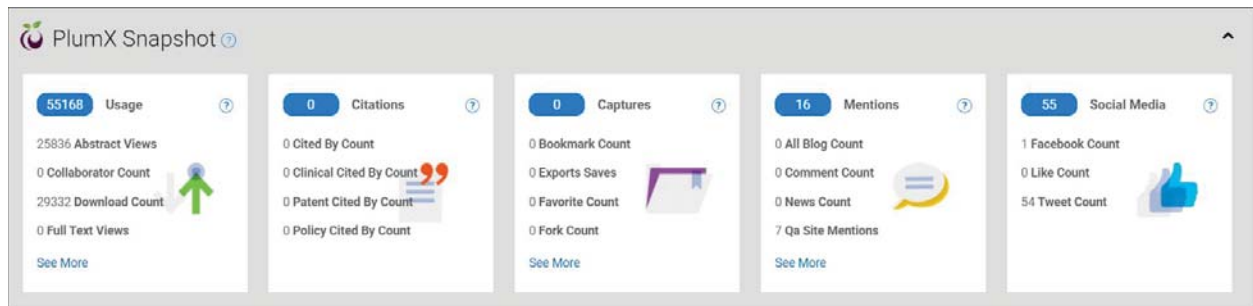 PlumX Snapshot ?
55168 Usage ?
25836 Abstract Views
0 Collaborator Count
29332 Download Count
0 Full Text Views
See More
0 Citations ?
0 Cited By Count
0 Clinical Cited By Count
0 Patent Cited By Count
0 Policy Cited By Count
0 Captures ?
0 Bookmark Count
0 Exports Saves
0 Favorite Count
0 Fork Count
See More
16 Mentions ?
0 All Blog Count
0 Comment Count
0 News Count
7 Qa Site Mentions
See More
55 Social Media ?
1 Facebook Count
0 Like Count
54 Tweet Count